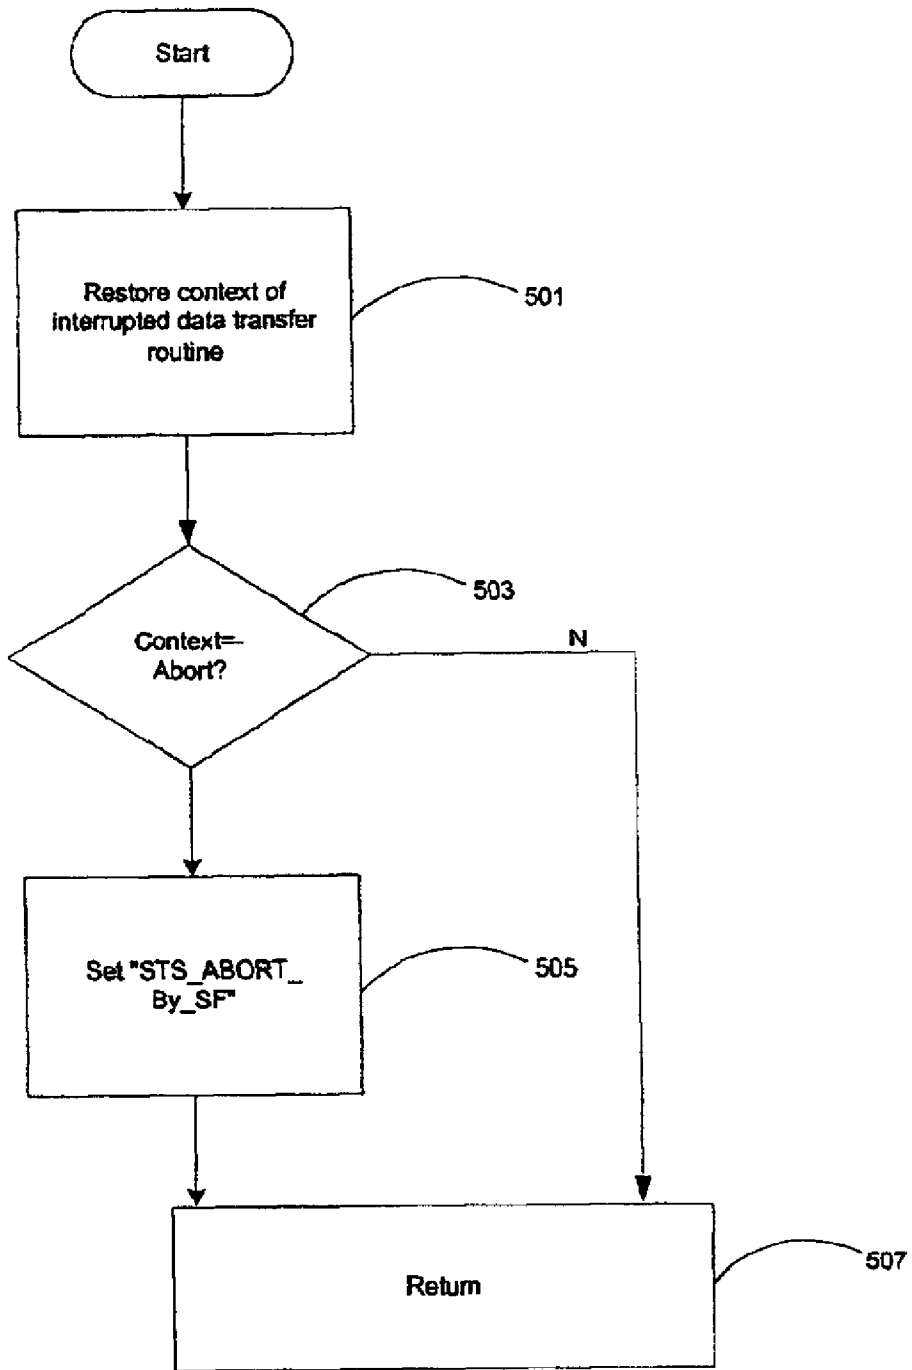 Start
Restore context of
interrupted data transfer
routine
501
503
Context=
Abort?
N
Set "STS_ABORT_
By_SF"
505
Return
507